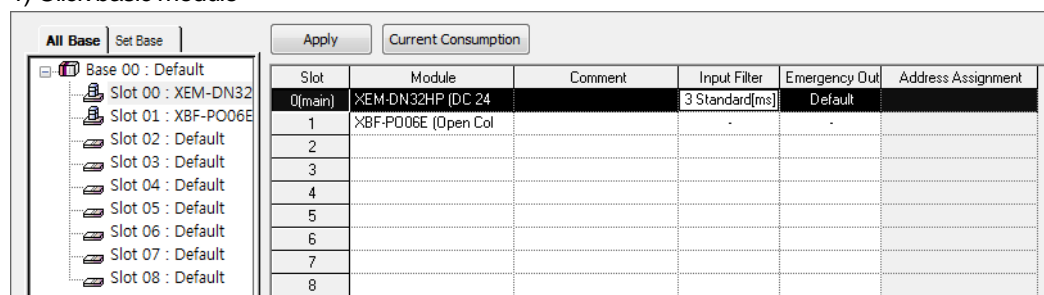 All Base Set Base Apply Current Consumption
Base 00 : Default
Slot 00 : XEM-DN32
Slot 01 : XBF-PO06E
Slot 02 : Default
Slot 03 : Default
Slot 04 : Default
Slot 05 : Default
Slot 06 : Default
Slot 07 : Default
Slot 08 : Default
Slot Module Comment Input Filter Emergency Out Address Assignment
0(main) XEM-DN32HP (DC 24 3 Standard[ms] Default
1 XBF-PO06E (Open Col - -
2
3
4
5
6
7
8